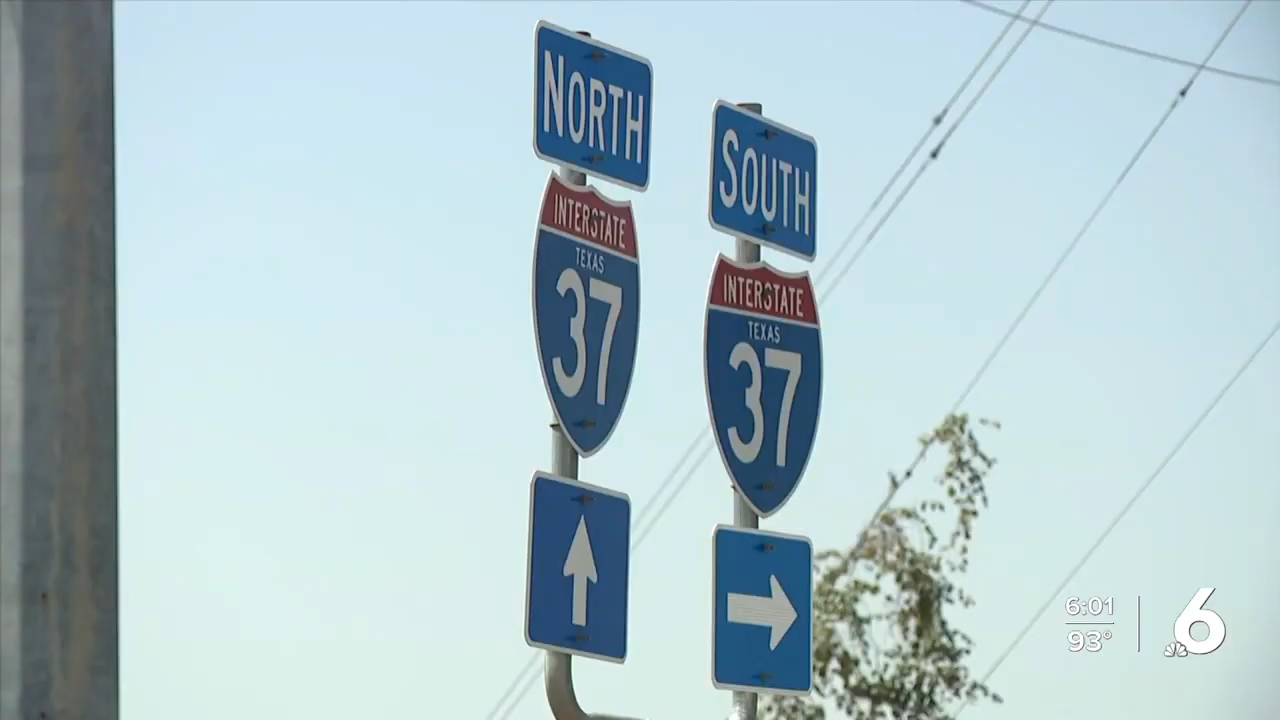 NORTH
INTERSTATE
TEXAS
37
SOUTH
INTERSTATE
TEXAS
37
6:01
93°
6